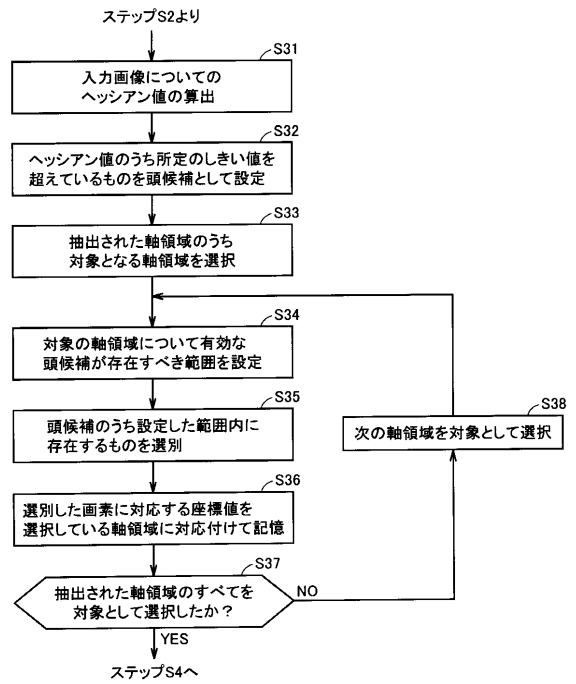 ステップS2より
S31
入力画像についての
ヘッシアン値の算出
S32
ヘッシアン値のうち所定のしきい値を
超えているものを頭候補として設定
S33
抽出された軸領域のうち
対象となる軸領域を選択
S34
対象の軸領域について有効な
頭候補が存在すべき範囲を設定
S35
頭候補のうち設定した範囲内に
存在するものを選別
S38
次の軸領域を対象として選択
S36
選別した画素に対応する座標値を
選択している軸領域に対応付けて記憶
S37
抽出された軸領域のすべてを
対象として選択したか？
NO
YES
ステップS4へ